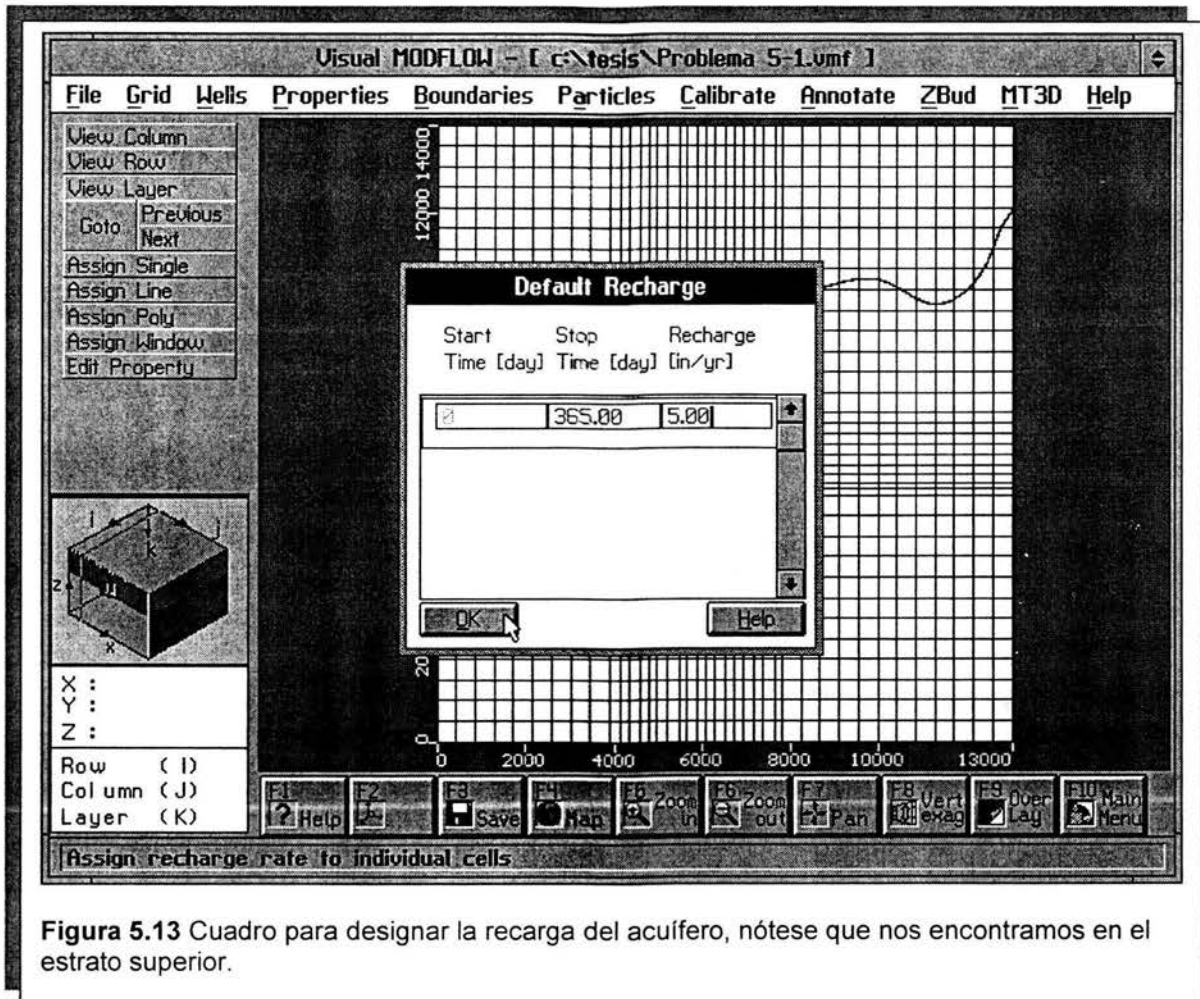 Visual MODFLOW - [ c:\tesis\Problema 5-1.vmf ]
File Grid Wells Properties Boundaries Particles Calibrate Annotate ZBud MT3D Help
View Column
View Row
View Layer
Goto
Previous
Next
Assign Single
Assign Line
Assign Poly
Assign Window
Edit Property
14000
12000
Default Recharge
Start Stop Recharge
Time [day] Time [day] [in/yr]
0 365.00 5.00
OK Help
20
0
0 2000 4000 6000 8000 10000 13000
z
x
j
k
X :
Y :
Z :
Row (I)
Column (J)
Layer (K)
F1 ? Help
F2
F3 Save
F4 Map
Zoom in
F6 Zoom out
F7 Pan
F8 Vert exag
F9 Over Lay
F10 Main Menu
Assign recharge rate to individual cells
Figura 5.13 Cuadro para designar la recarga del acuífero, nótese que nos encontramos en el
estrato superior.